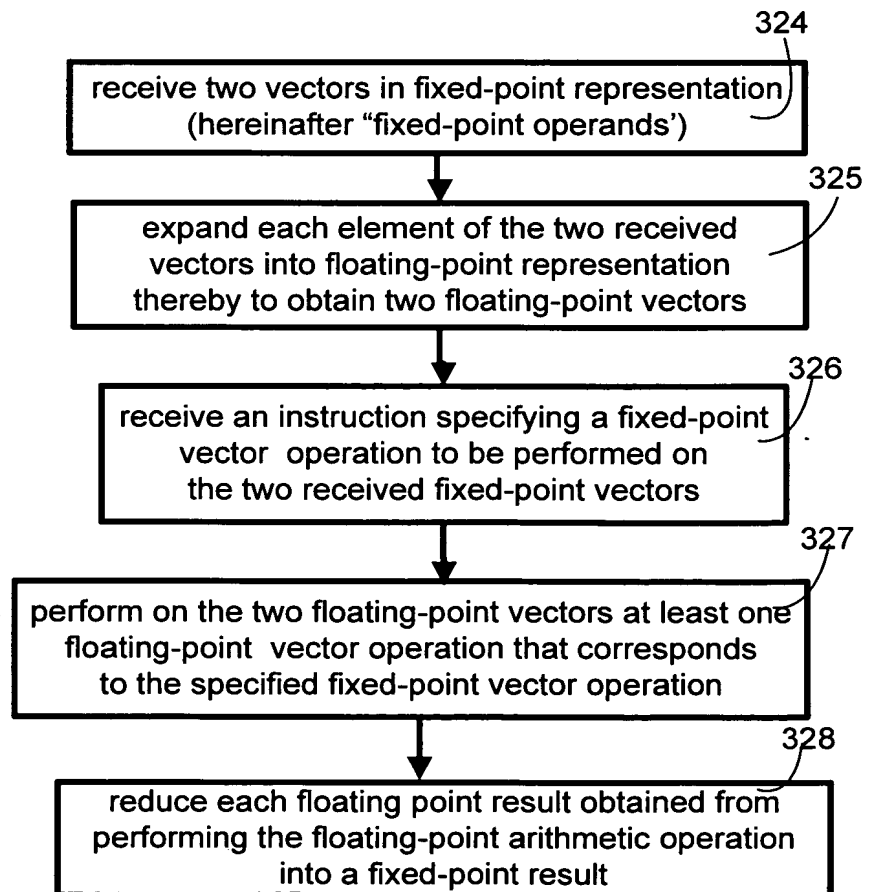 324
receive two vectors in fixed-point representation
(hereinafter “fixed-point operands’)
325
expand each element of the two received
vectors into floating-point representation
thereby to obtain two floating-point vectors
326
receive an instruction specifying a fixed-point
vector operation to be performed on
the two received fixed-point vectors
327
perform on the two floating-point vectors at least one
floating-point vector operation that corresponds
to the specified fixed-point vector operation
328
reduce each floating point result obtained from
performing the floating-point arithmetic operation
into a fixed-point result